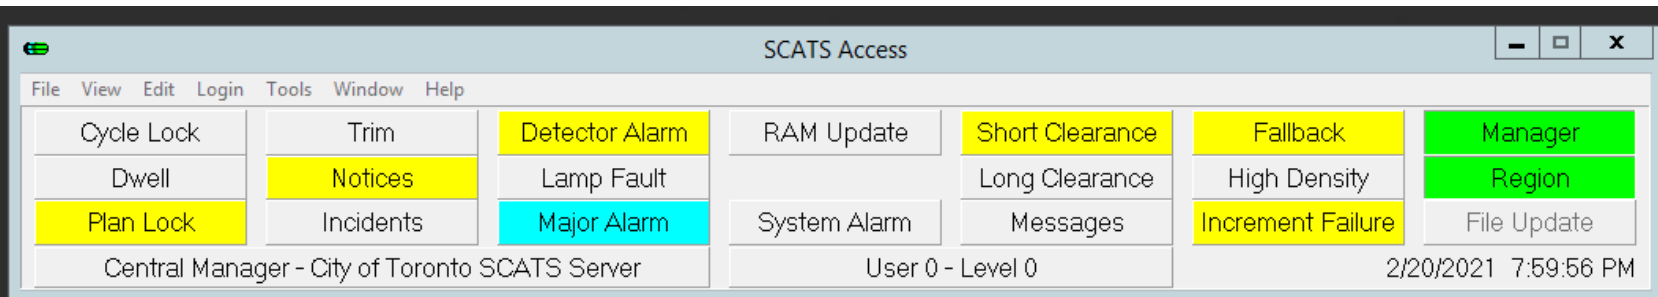 SCATS Access
File View Edit Login Tools Window Help
Cycle Lock Trim Detector Alarm RAM Update Short Clearance Fallback Manager
Dwell Notices Lamp Fault Long Clearance High Density Region
Plan Lock Incidents Major Alarm System Alarm Messages Increment Failure File Update
Central Manager - City of Toronto SCATS Server User 0 - Level 0 2/20/2021 7:59:56 PM